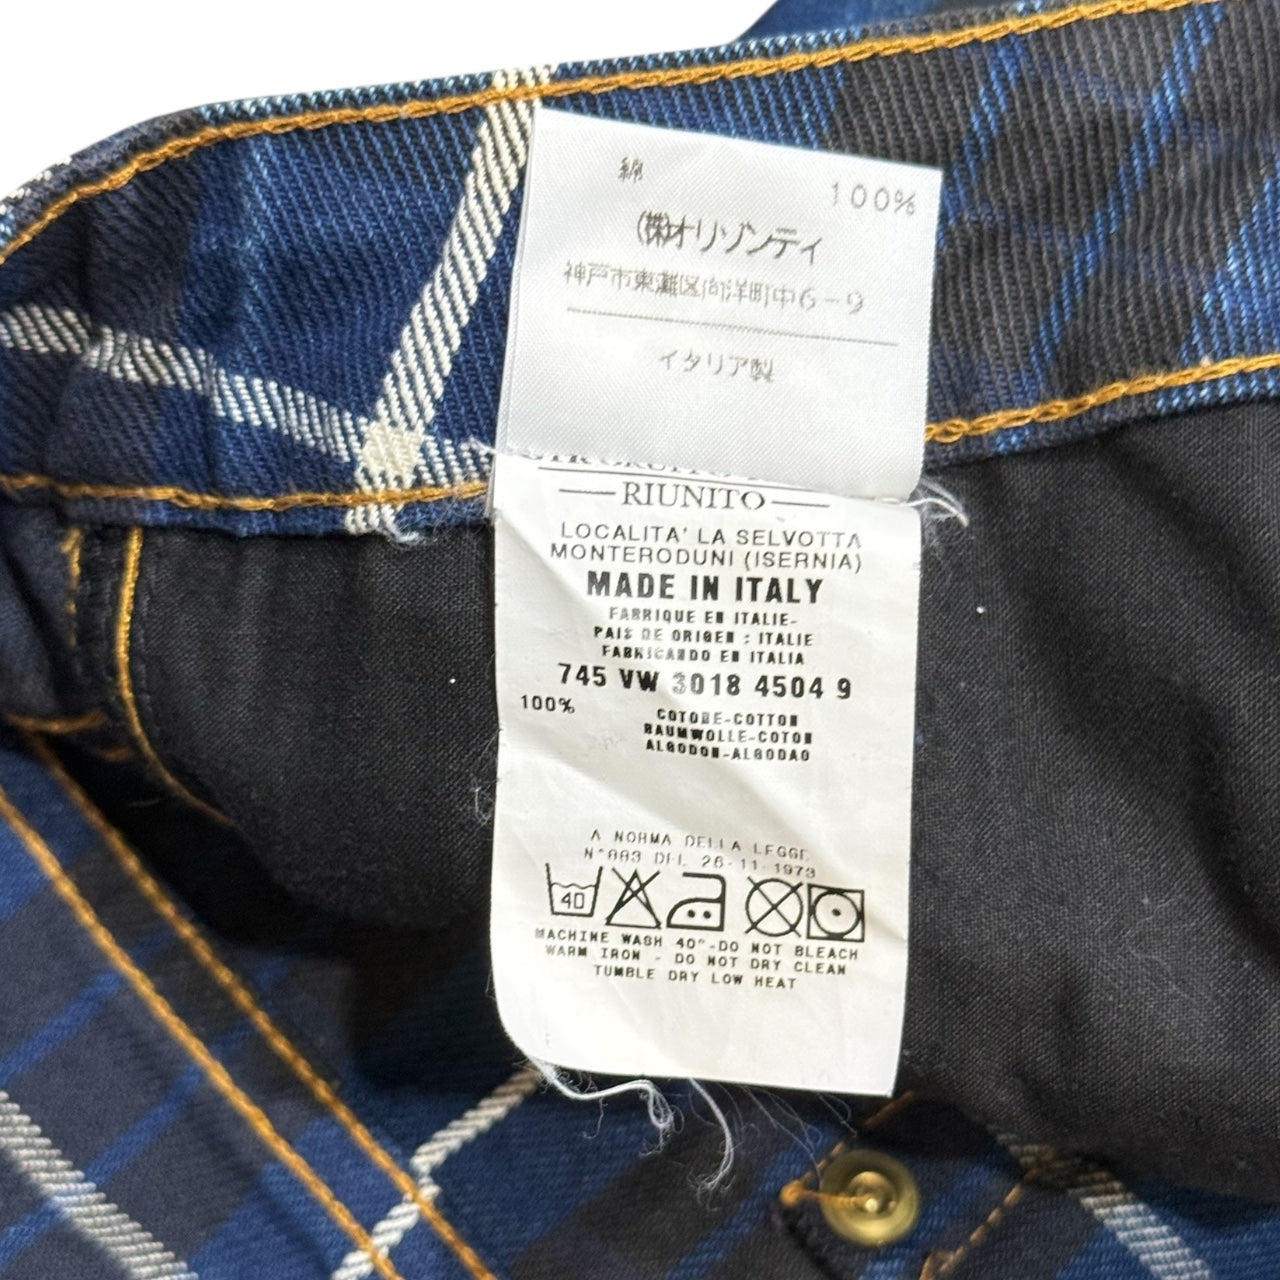 綿 100%
(株)オリゾンティ
神戸市東灘区向洋町中6-9
イタリア製
RIUNITO
LOCALITA' LA SELVOTTA
MONTERODUNI (ISERNIA)
MADE IN ITALY
FABRIQUE EN ITALIE-
PAIS DE ORIGEN : ITALIE
FABRICANDO EN ITALIA
745 VW 3018 4504 9
100% COTONE-COTTON
BAUMWOLLE-COTON
ALGODON-ALGODAO
A NORMA DELLA LEGGE
N°883 DEL 26-11-1973
40
MACHINE WASH 40°-DO NOT BLEACH
WARM IRON - DO NOT DRY CLEAN
TUMBLE DRY LOW HEAT